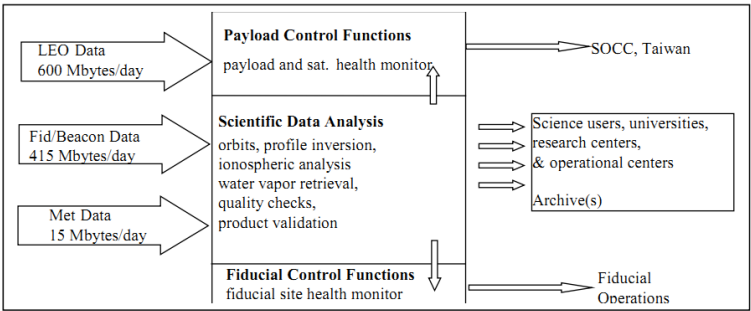 LEO Data
600 Mbytes/day
Payload Control Functions
payload and sat. health monitor
SOCC, Taiwan
Fid/Beacon Data
415 Mbytes/day
Scientific Data Analysis
orbits, profile inversion,
ionospheric analysis
water vapor retrieval,
quality checks,
product validation
Science users, universities,
research centers,
& operational centers
Archive(s)
Met Data
15 Mbytes/day
Fiducial Control Functions
fiducial site health monitor
Fiducial
Operations